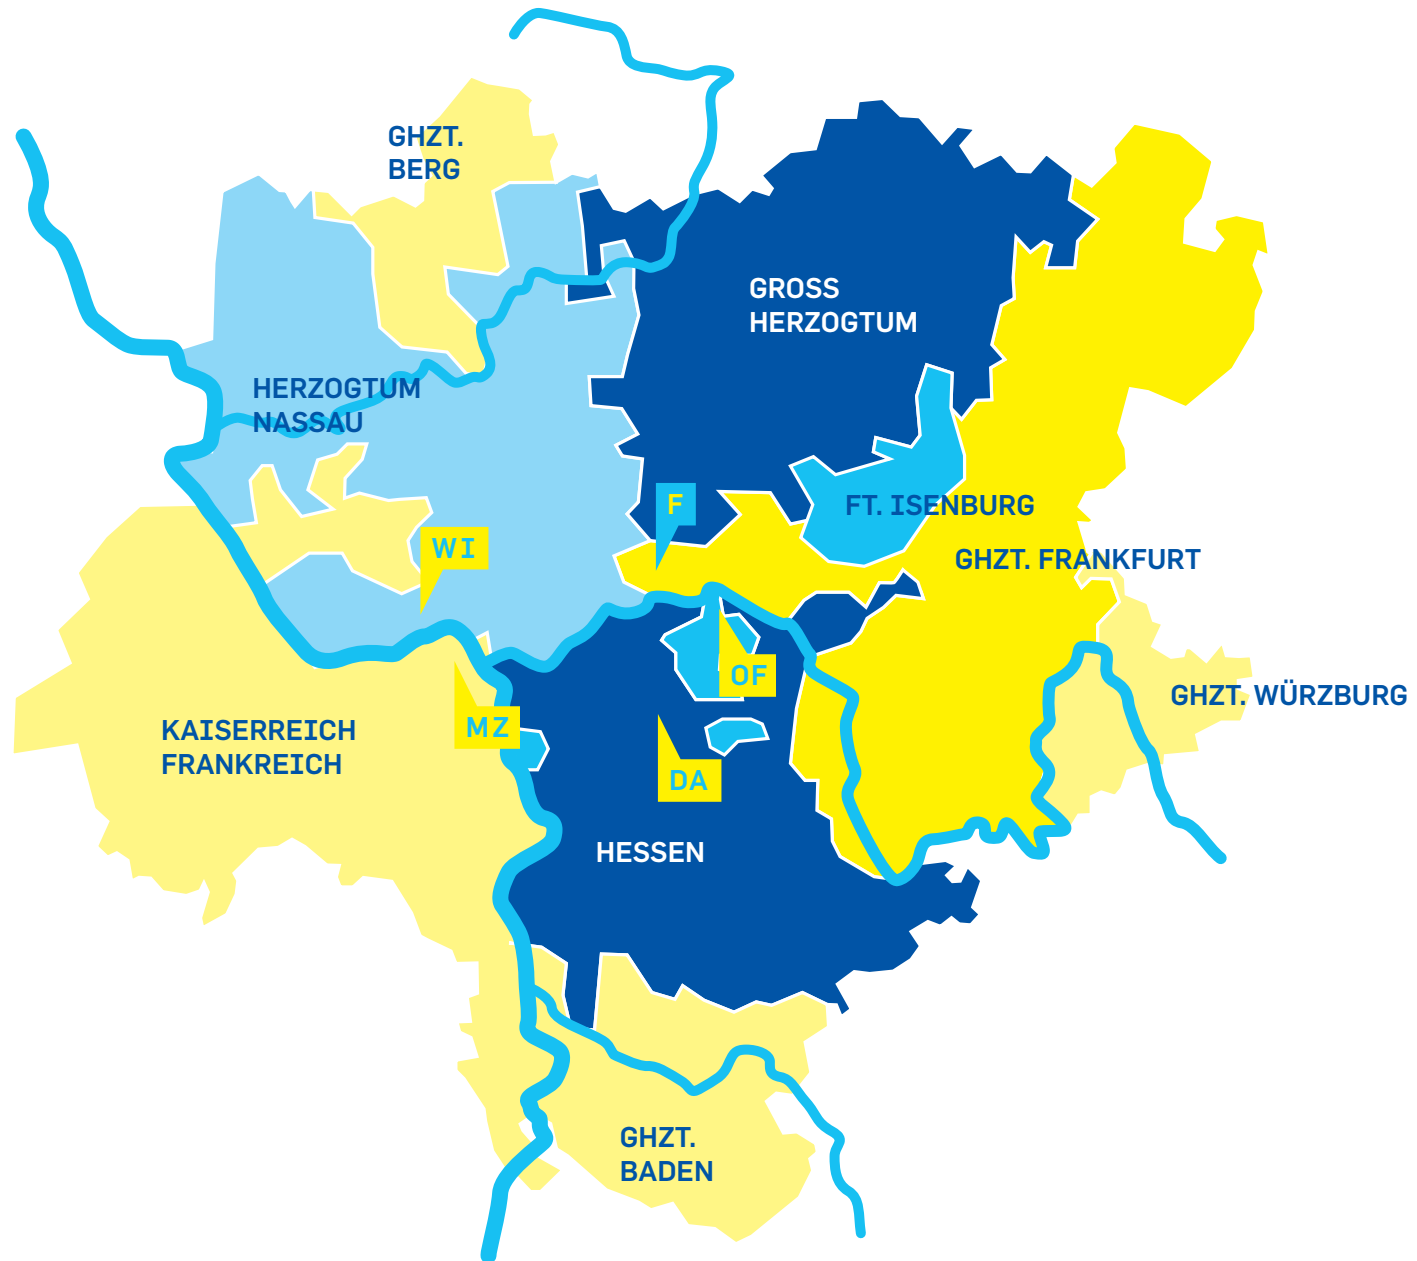 GHZT.
BERG
GROSS
HERZOGTUM
HERZOGTUM
NASSAU
F
FT. ISENBURG
WI
GHZT. FRANKFURT
OF
GHZT. WÜRZBURG
KAISERREICH
FRANKREICH
MZ
DA
HESSEN
GHZT.
BADEN